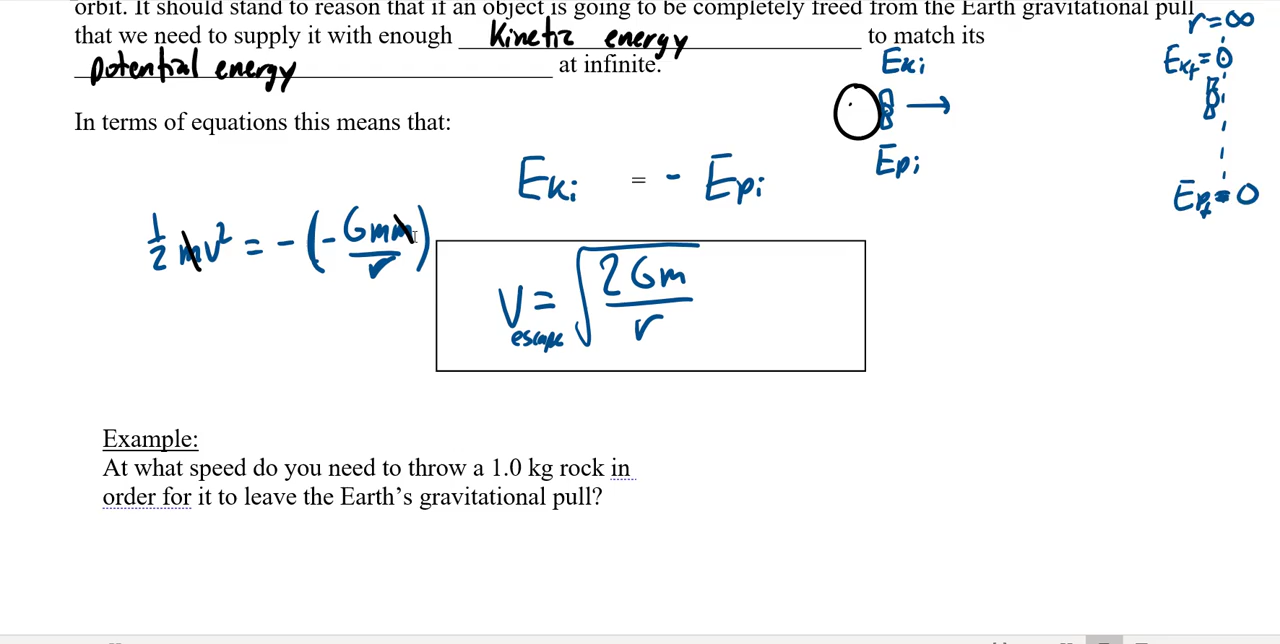 orbit. It should stand to reason that if an object is going to be completely freed from the Earth gravitational pull
that we need to supply it with enough Kinetic energy to match its
potential energy at infinite.
r=∞
Eki
Ekf=0
In terms of equations this means that:
Epi
Epf=0
Eki = - Epi
½mv² = -(-Gmm/r)
Vescape = √(2Gm/r)
Example:
At what speed do you need to throw a 1.0 kg rock in
order for it to leave the Earth’s gravitational pull?